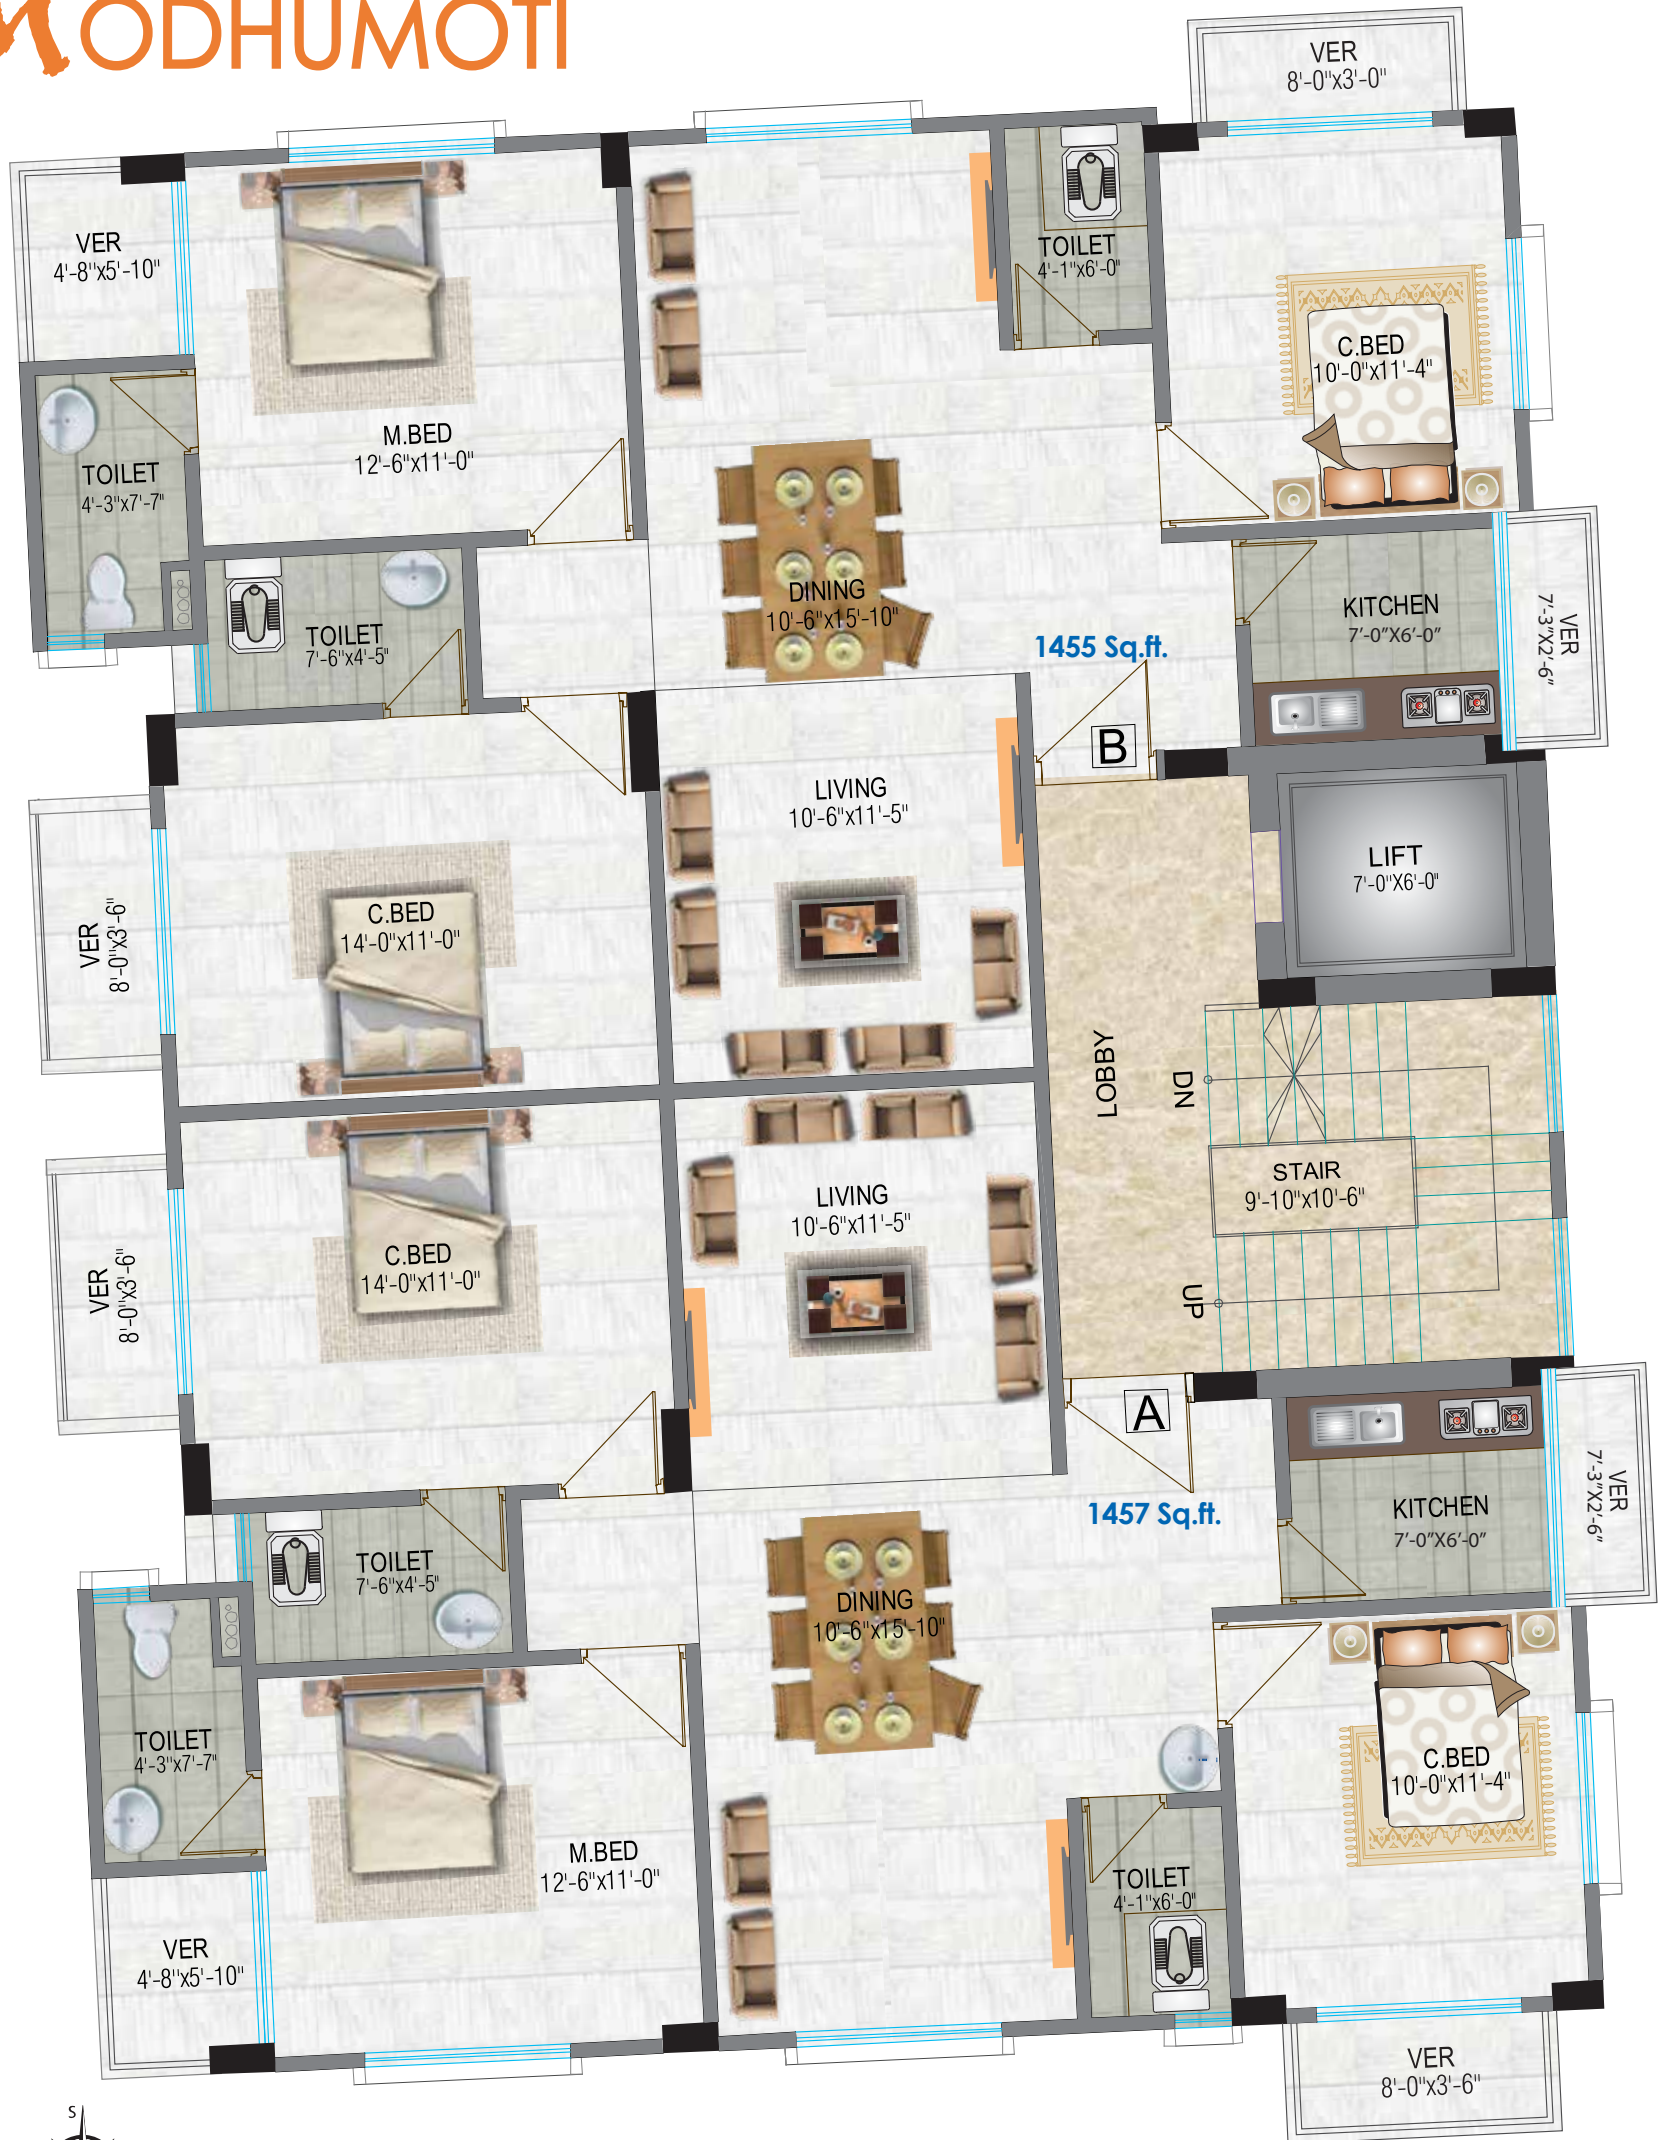 MODHUMOTI
VER
8'-0"x3'-0"
VER
4'-8"x5'-10"
TOILET
4'-1"x6'-0"
C.BED
10'-0"x11'-4"
M.BED
12'-6"x11'-0"
TOILET
4'-3"x7'-7"
DINING
10'-6"x15'-10"
KITCHEN
7'-0"X6'-0"
VER
7'-3"X2'-6"
TOILET
7'-6"x4'-5"
1455 Sq.ft.
B
LIVING
10'-6"x11'-5"
LIFT
7'-0"X6'-0"
C.BED
14'-0"x11'-0"
VER
8'-0"x3'-6"
LOBBY
DN
STAIR
9'-10"x10'-6"
UP
LIVING
10'-6"x11'-5"
C.BED
14'-0"x11'-0"
VER
8'-0"x3'-6"
A
1457 Sq.ft.
KITCHEN
7'-0"X6'-0"
VER
7'-3"X2'-6"
TOILET
7'-6"x4'-5"
DINING
10'-6"x15'-10"
TOILET
4'-3"x7'-7"
C.BED
10'-0"x11'-4"
M.BED
12'-6"x11'-0"
TOILET
4'-1"x6'-0"
VER
4'-8"x5'-10"
VER
8'-0"x3'-6"
S